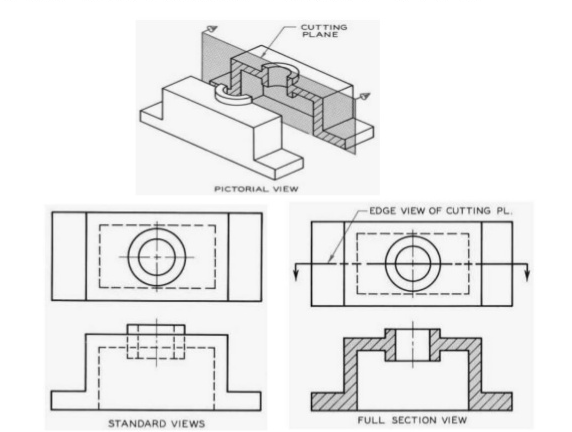 CUTTING
PLANE
PICTORIAL VIEW
EDGE VIEW OF CUTTING PL.
STANDARD VIEWS
FULL SECTION VIEW